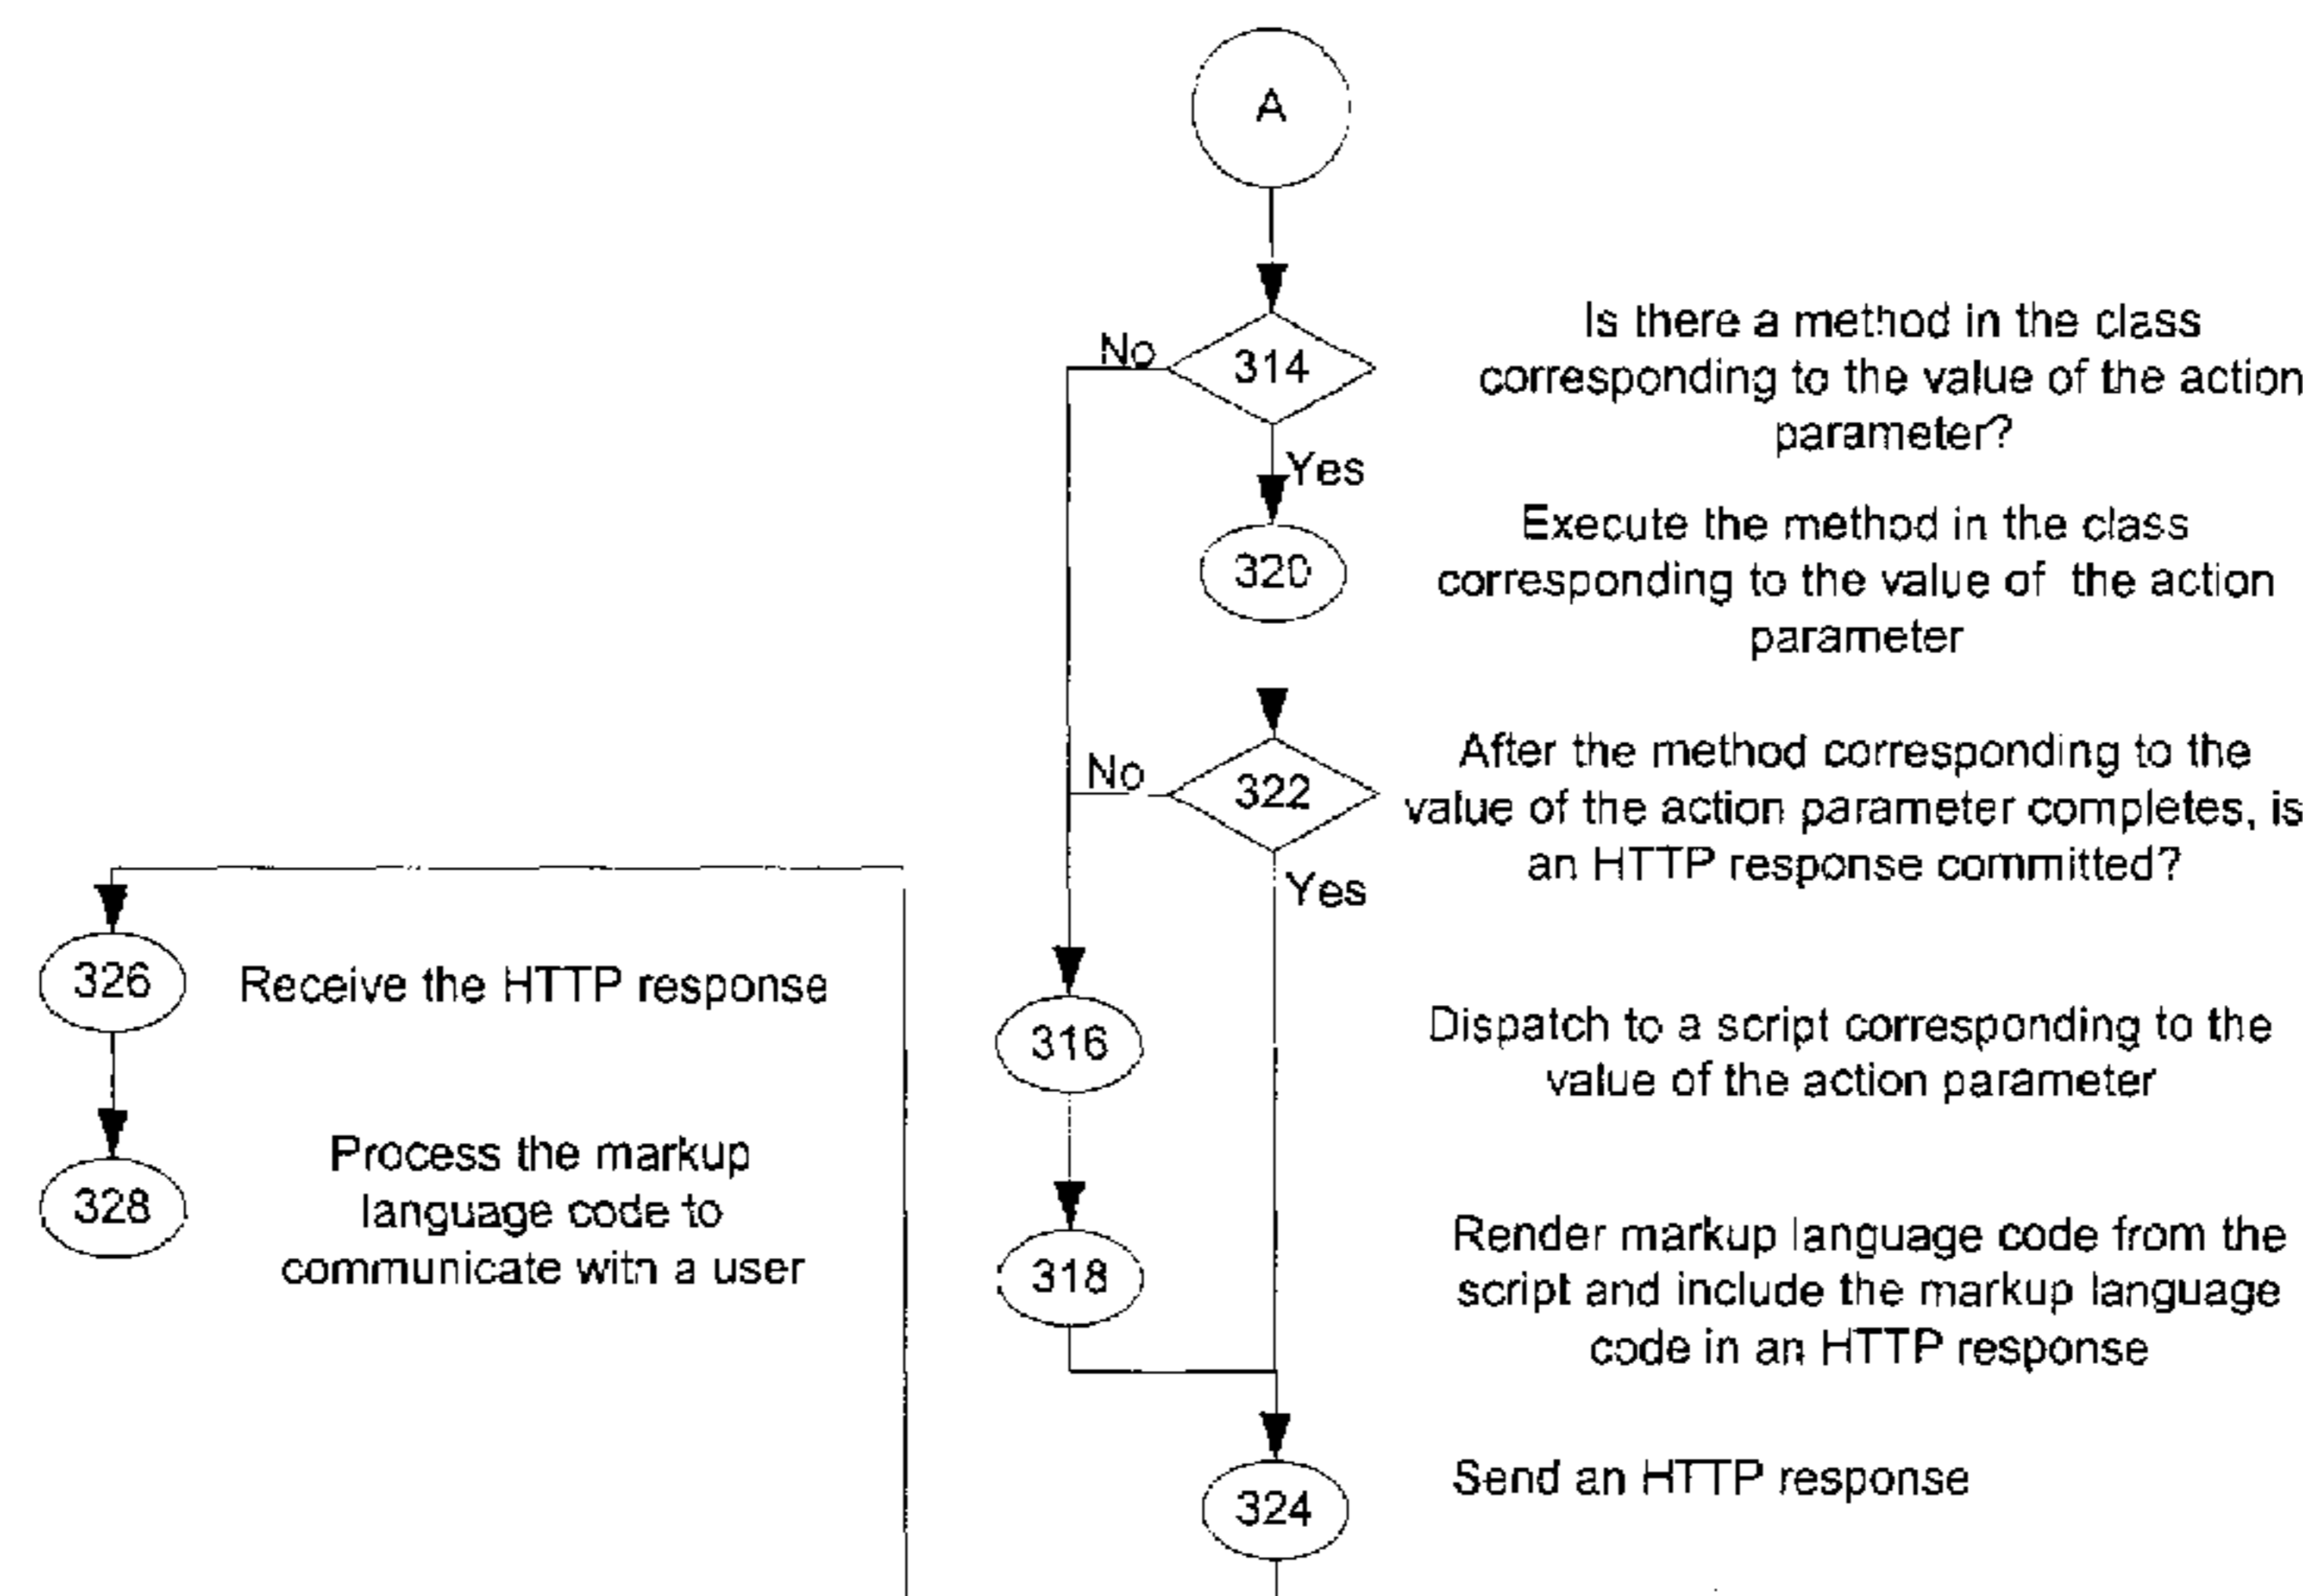 A
No
314
Is there a method in the class
corresponding to the value of the action
parameter?
Yes
320
Execute the method in the class
corresponding to the value of the action
parameter
No
322
After the method corresponding to the
value of the action parameter completes, is
an HTTP response committed?
Yes
326
Receive the HTTP response
316
Dispatch to a script corresponding to the
value of the action parameter
328
Process the markup
language code to
communicate with a user
318
Render markup language code from the
script and include the markup language
code in an HTTP response
324
Send an HTTP response